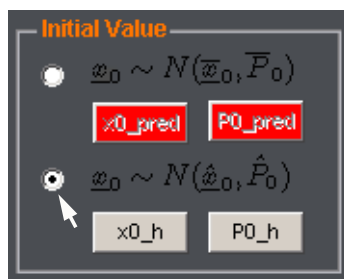 Initial Value
x̲₀ ~ N(x̲̅₀, P̅₀)
x0_pred P0_pred
x̲₀ ~ N(x̲̂₀, P̂₀)
x0_h P0_h